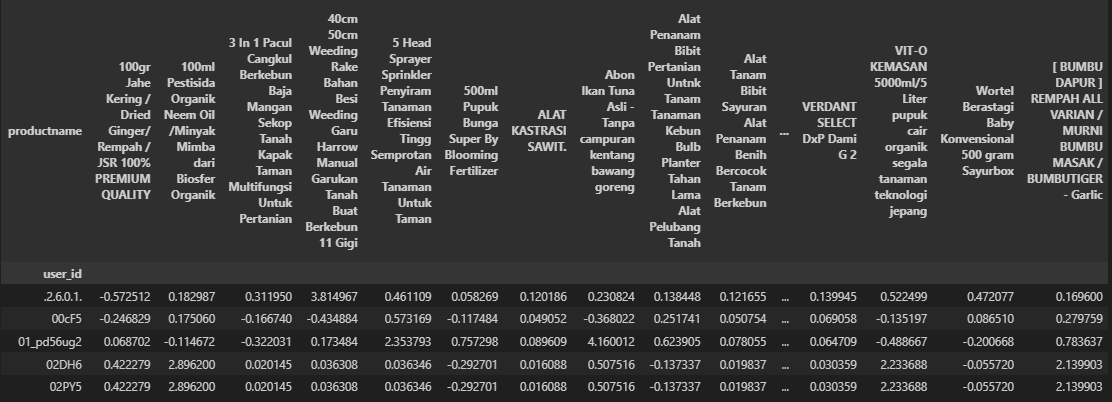 productname
100gr
Jahe
Kering /
Dried
Ginger/
Rempah /
JSR 100%
PREMIUM
QUALITY
100ml
Pestisida
Organik
Neem Oil
/Minyak
Mimba
dari
Biosfer
Organik
3 In 1 Pacul
Cangkul
Berkebun
Baja
Mangan
Sekop
Tanah
Kapak
Taman
Multifungsi
Untuk
Pertanian
40cm
50cm
Weeding
Rake
Bahan
Besi
Weeding
Garu
Harrow
Manual
Garukan
Tanah
Buat
Berkebun
11 Gigi
5 Head
Sprayer
Sprinkler
Penyiram
Tanaman
Efisiensi
Tingg
Semprotan
Air
Tanaman
Untuk
Taman
500ml
Pupuk
Bunga
Super By
Blooming
Fertilizer
ALAT
KASTRASI
SAWIT.
Abon
Ikan Tuna
Asli -
Tanpa
campuran
kentang
bawang
goreng
Alat
Penanam
Bibit
Pertanian
Untnk
Tanam
Tanaman
Kebun
Bulb
Planter
Tahan
Lama
Alat
Pelubang
Tanah
Alat
Tanam
Bibit
Sayuran
Alat
Penanam
Benih
Bercocok
Tanam
Berkebun
...
VERDANT
SELECT
DxP Dami
G 2
VIT-O
KEMASAN
5000ml/5
Liter
pupuk
cair
organik
segala
tanaman
teknologi
jepang
Wortel
Berastagi
Baby
Konvensional
500 gram
Sayurbox
[ BUMBU
DAPUR ]
REMPAH ALL
VARIAN /
MURNI
BUMBU
MASAK /
BUMBUTIGER
- Garlic
user_id
.2.6.0.1. -0.572512 0.182987 0.311950 3.814967 0.461109 0.058269 0.120186 0.230824 0.138448 0.121655 ... 0.139945 0.522499 0.472077 0.169600
00cF5 -0.246829 0.175060 -0.166740 -0.434884 0.573169 -0.117484 0.049052 -0.368022 0.251741 0.050754 ... 0.069058 -0.135197 0.086510 0.279759
01_pd56ug2 0.068702 -0.114672 -0.322031 0.173484 2.353793 0.757298 0.089609 4.160012 0.623905 0.078055 ... 0.064709 -0.488667 -0.200668 0.783637
02DH6 0.422279 2.896200 0.020145 0.036308 0.036346 -0.292701 0.016088 0.507516 -0.137337 0.019837 ... 0.030359 2.233688 -0.055720 2.139903
02PY5 0.422279 2.896200 0.020145 0.036308 0.036346 -0.292701 0.016088 0.507516 -0.137337 0.019837 ... 0.030359 2.233688 -0.055720 2.139903